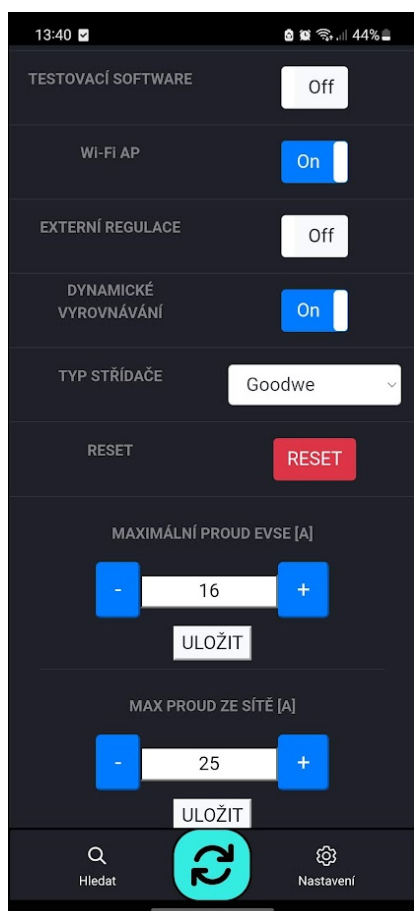 13:40
44%
TESTOVACÍ SOFTWARE
Off
Wi-Fi AP
On
EXTERNÍ REGULACE
Off
DYNAMICKÉ
VYROVNÁVÁNÍ
On
TYP STŘÍDAČE
Goodwe
RESET
RESET
MAXIMÁLNÍ PROUD EVSE [A]
-
16
+
ULOŽIT
MAX PROUD ZE SÍTĚ [A]
-
25
+
ULOŽIT
Hledat
Nastavení